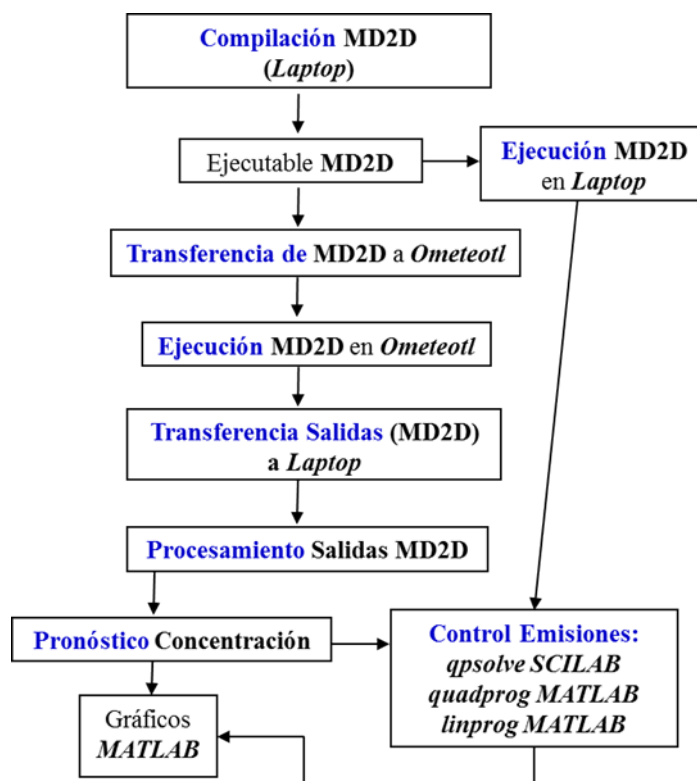 Compilación MD2D
(Laptop)
Ejecutable MD2D
Ejecución MD2D
en Laptop
Transferencia de MD2D a Ometeotl
Ejecución MD2D en Ometeotl
Transferencia Salidas (MD2D)
a Laptop
Procesamiento Salidas MD2D
Pronóstico Concentración
Control Emisiones:
qpsolve SCILAB
quadprog MATLAB
linprog MATLAB
Gráficos
MATLAB